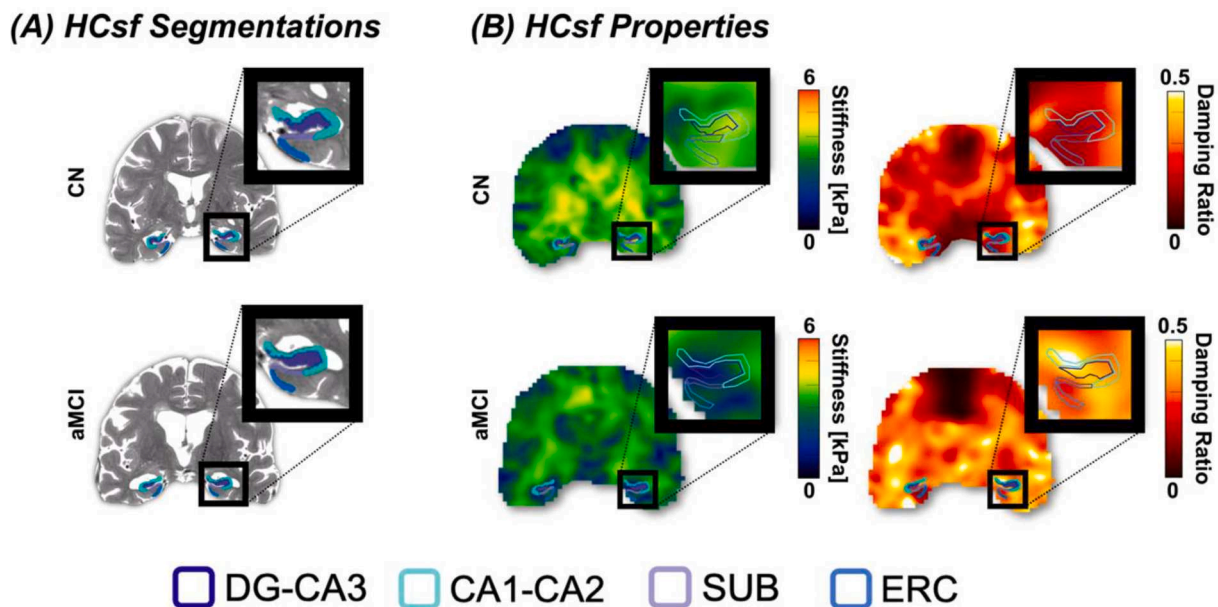 (A) HCsf Segmentations
(B) HCsf Properties
CN
CN
6
Stiffness [kPa]
0
0.5
Damping Ratio
0
aMCI
aMCI
6
Stiffness [kPa]
0
0.5
Damping Ratio
0
DG-CA3
CA1-CA2
SUB
ERC